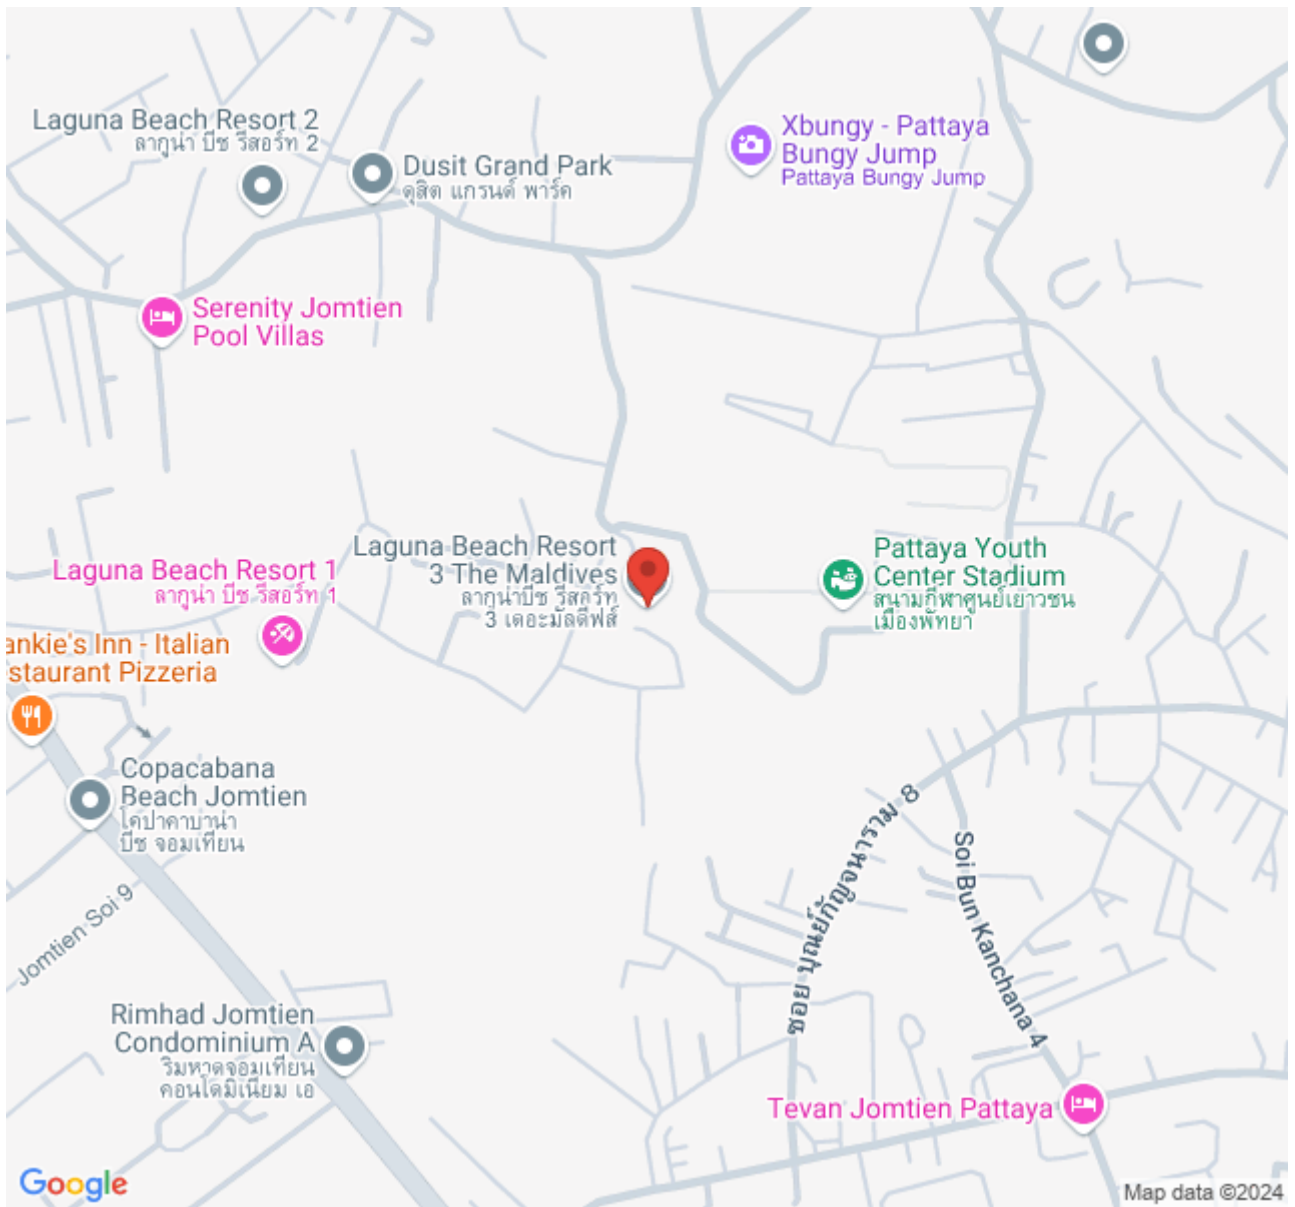 Laguna Beach Resort 2
ลากูน่า บีช รีสอร์ท 2
Dusit Grand Park
ดุสิต แกรนด์ พาร์ค
Xbungy - Pattaya
Bungy Jump
Pattaya Bungy Jump
Serenity Jomtien
Pool Villas
Laguna Beach Resort
3 The Maldives
ลากูน่าบีช รีสอร์ท
3 เดอะมัลดีฟส์
Laguna Beach Resort 1
ลากูน่า บีช รีสอร์ท 1
Pattaya Youth
Center Stadium
สนามกีฬาศูนย์เยาวชน
เมืองพัทยา
ankie's Inn - Italian
staurant Pizzeria
Copacabana
Beach Jomtien
โคปาคาบาน่า
บีช จอมเทียน
Jomtien Soi 9
ซอย บุณย์กัญจนาราม 8
Soi Bun Kanchana 4
Rimhad Jomtien
Condominium A
ริมหาดจอมเทียน
คอนโดมิเนียม เอ
Tevan Jomtien Pattaya
Google
Map data ©2024